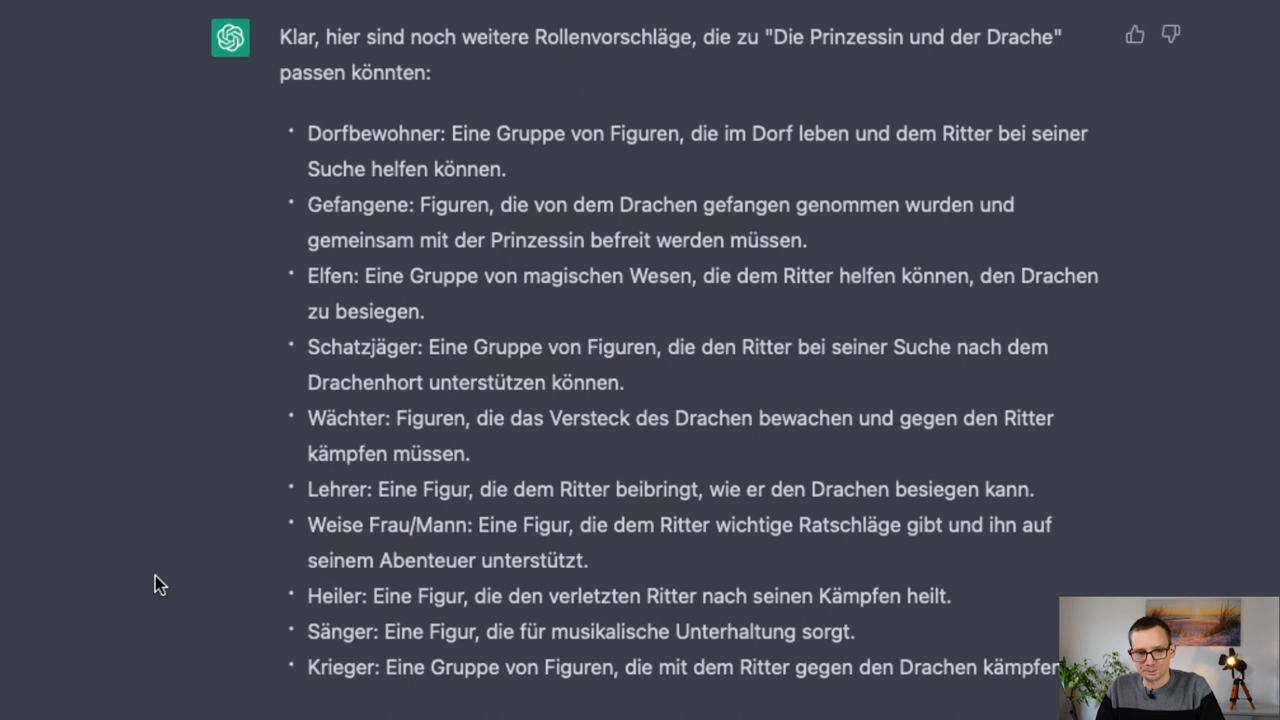 Klar, hier sind noch weitere Rollenvorschläge, die zu "Die Prinzessin und der Drache"
passen könnten:
• Dorfbewohner: Eine Gruppe von Figuren, die im Dorf leben und dem Ritter bei seiner
Suche helfen können.
• Gefangene: Figuren, die von dem Drachen gefangen genommen wurden und
gemeinsam mit der Prinzessin befreit werden müssen.
• Elfen: Eine Gruppe von magischen Wesen, die dem Ritter helfen können, den Drachen
zu besiegen.
• Schatzjäger: Eine Gruppe von Figuren, die den Ritter bei seiner Suche nach dem
Drachenhort unterstützen können.
• Wächter: Figuren, die das Versteck des Drachen bewachen und gegen den Ritter
kämpfen müssen.
• Lehrer: Eine Figur, die dem Ritter beibringt, wie er den Drachen besiegen kann.
• Weise Frau/Mann: Eine Figur, die dem Ritter wichtige Ratschläge gibt und ihn auf
seinem Abenteuer unterstützt.
• Heiler: Eine Figur, die den verletzten Ritter nach seinen Kämpfen heilt.
• Sänger: Eine Figur, die für musikalische Unterhaltung sorgt.
• Krieger: Eine Gruppe von Figuren, die mit dem Ritter gegen den Drachen kämpfen